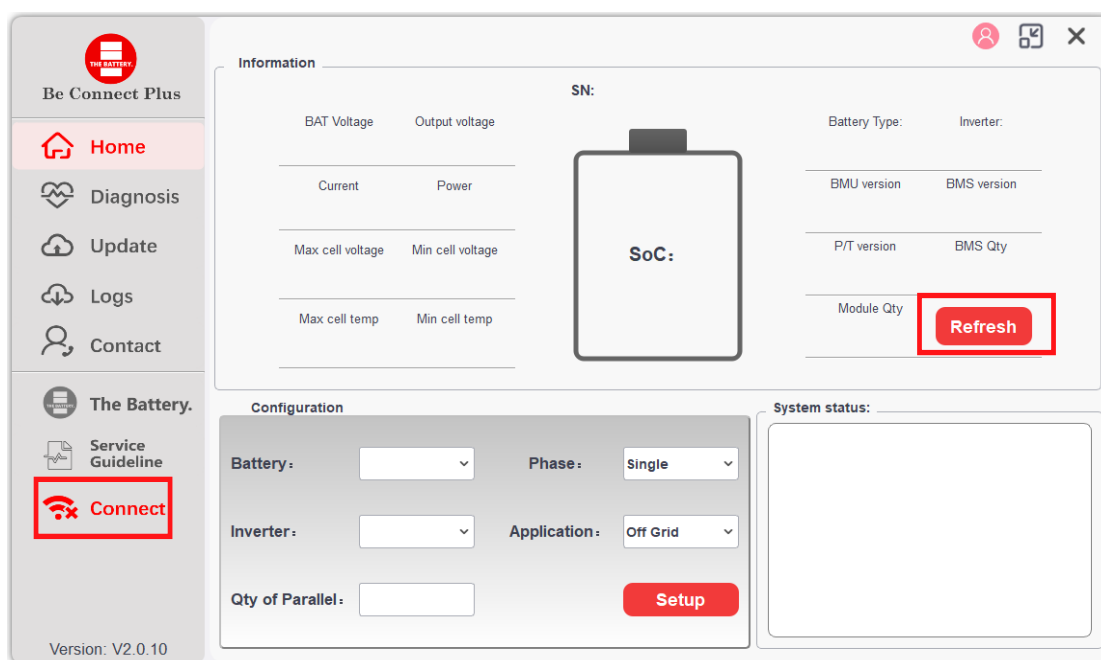 THE BATTERY.
Be Connect Plus
Home
Diagnosis
Update
Logs
Contact
The Battery.
Service
Guideline
Connect
Version: V2.0.10
Information
SN:
BAT Voltage Output voltage
Current Power
Max cell voltage Min cell voltage
Max cell temp Min cell temp
SoC:
Battery Type: Inverter:
BMU version BMS version
P/T version BMS Qty
Module Qty
Refresh
Configuration
Battery: Phase: Single
Inverter: Application: Off Grid
Qty of Parallel: Setup
System status: